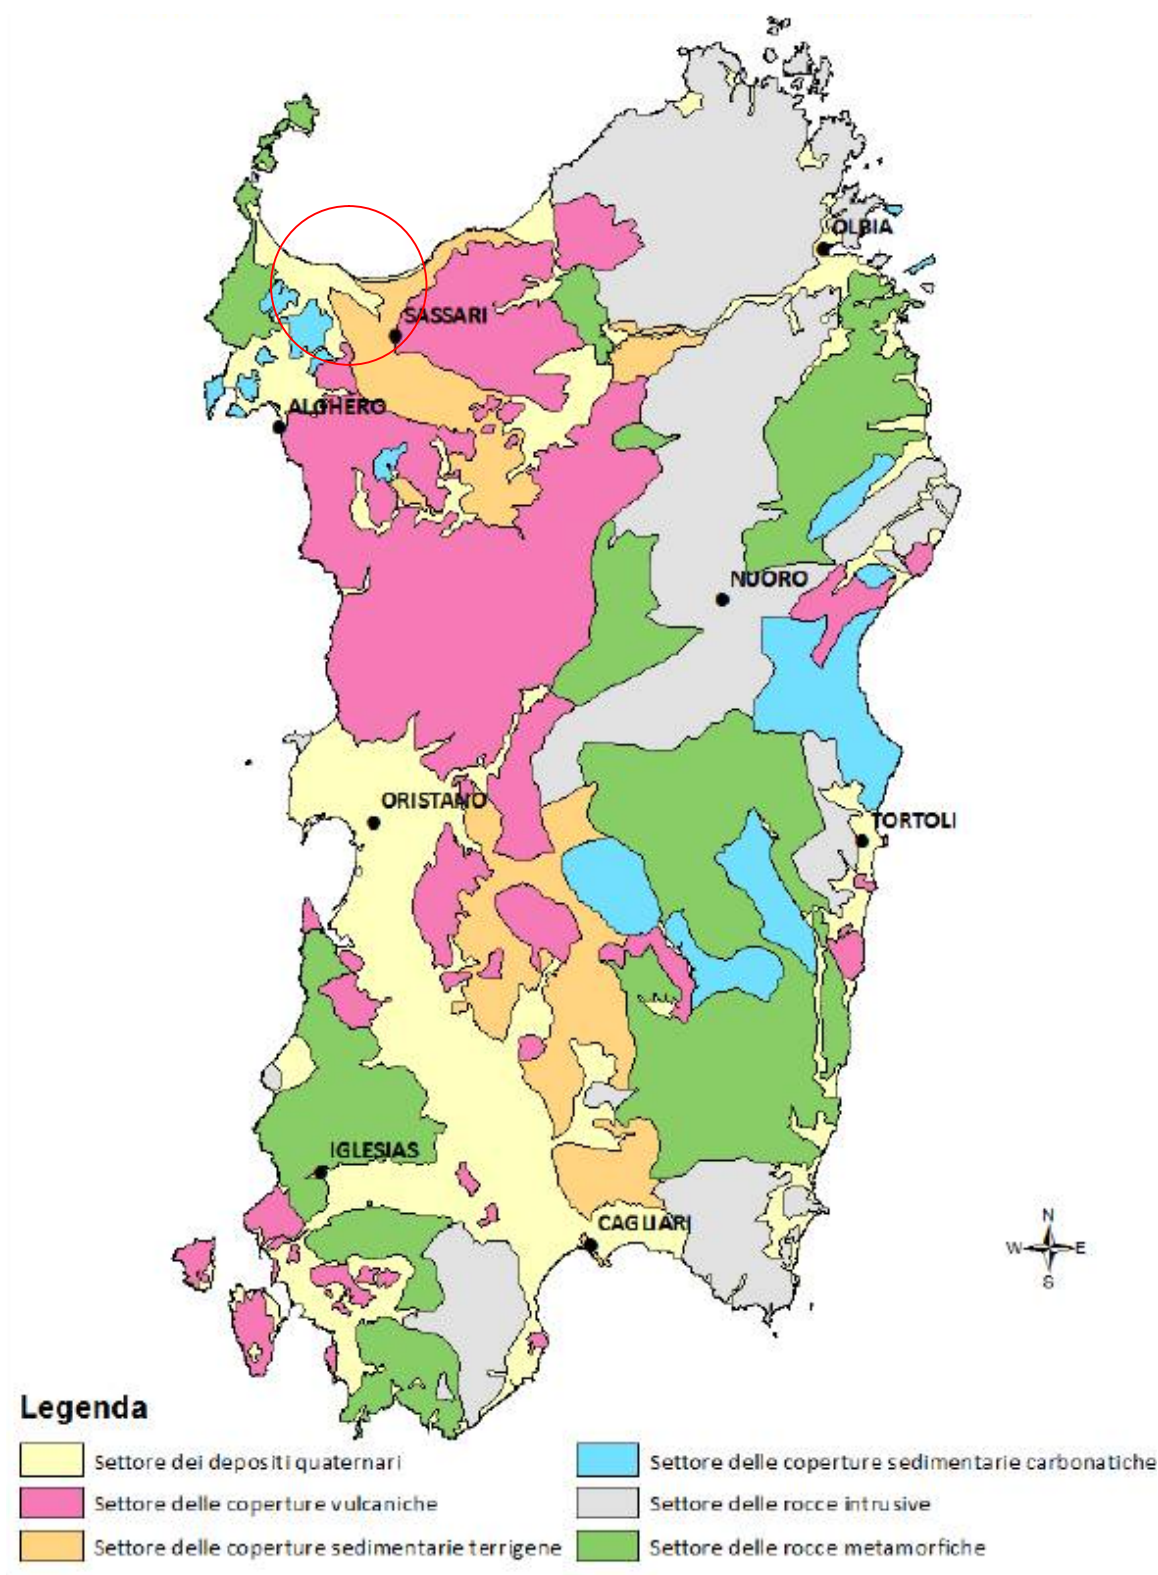 OLBIA
SASSARI
ALGHERO
NUORO
ORISTANO
TORTOLI
IGLESIAS
CAGLIARI
N
W E
S
Legenda
Settore dei depositi quaternari
Settore delle coperture vulcaniche
Settore delle coperture sedimentarie terrigene
Settore delle coperture sedimentarie carbonatiche
Settore delle rocce intrusive
Settore delle rocce metamorfiche